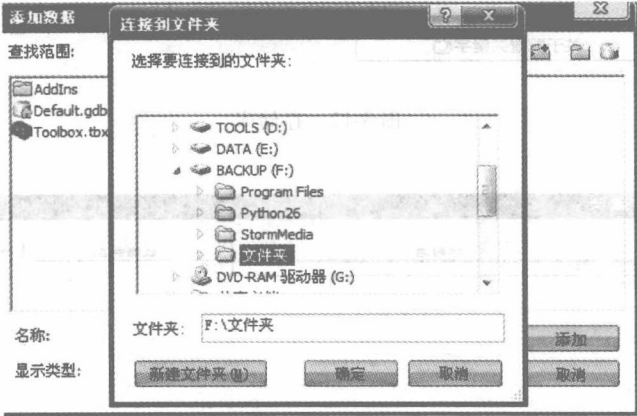 添加数据
连接到文件夹
查找范围:
选择要连接到的文件夹:
AddIns
Default.gdb
Toolbox.tbx
TOOLS (D:)
DATA (E:)
BACKUP (F:)
Program Files
Python26
StormMedia
文件夹
DVD-RAM 驱动器 (G:)
文件夹: F:\文件夹
名称:
添加
显示类型:
新建文件夹(M)
确定
取消
取消